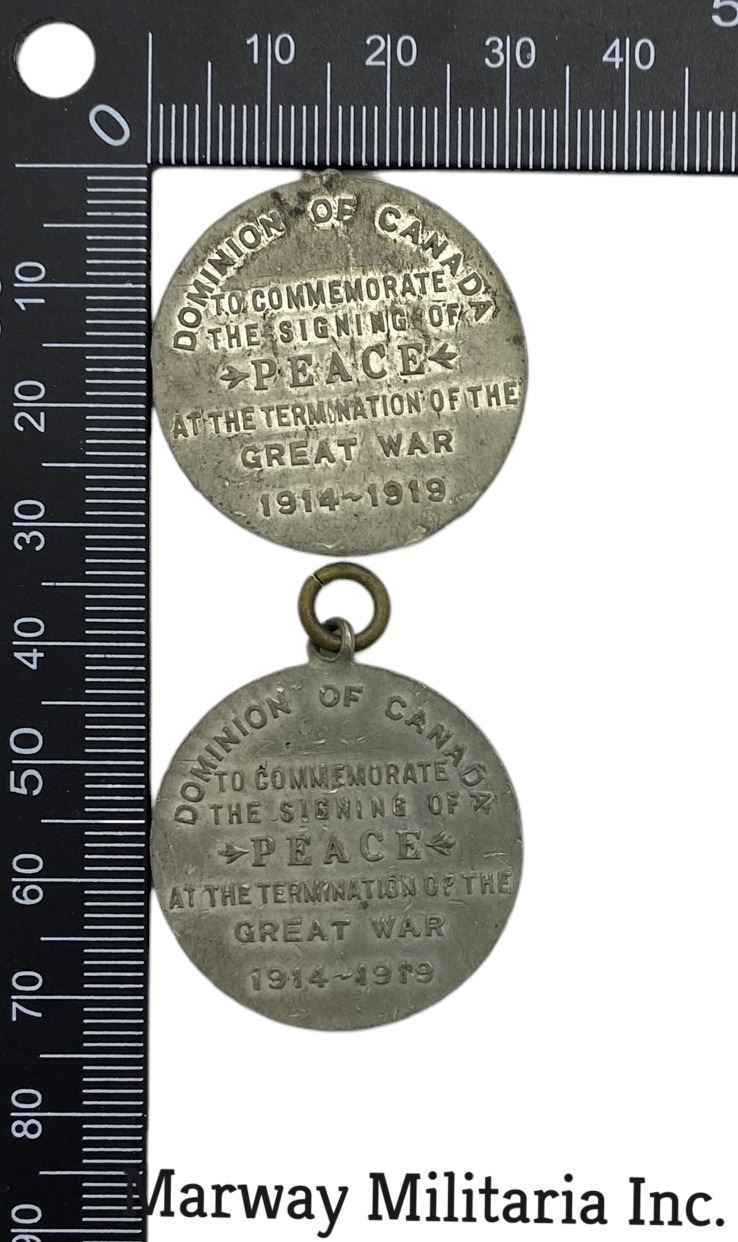 5
10 20 30 40
0
DOMINION OF CANADA
TO COMMEMORATE
THE SIGNING OF
PEACE
AT THE TERMINATION OF THE
GREAT WAR
1914~1919
DOMINION OF CANADA
TO COMMEMORATE
THE SIGNING OF
PEACE
AT THE TERMINATION OF THE
GREAT WAR
1914~1919
10
20
30
40
50
60
70
80
90
Marway Militaria Inc.